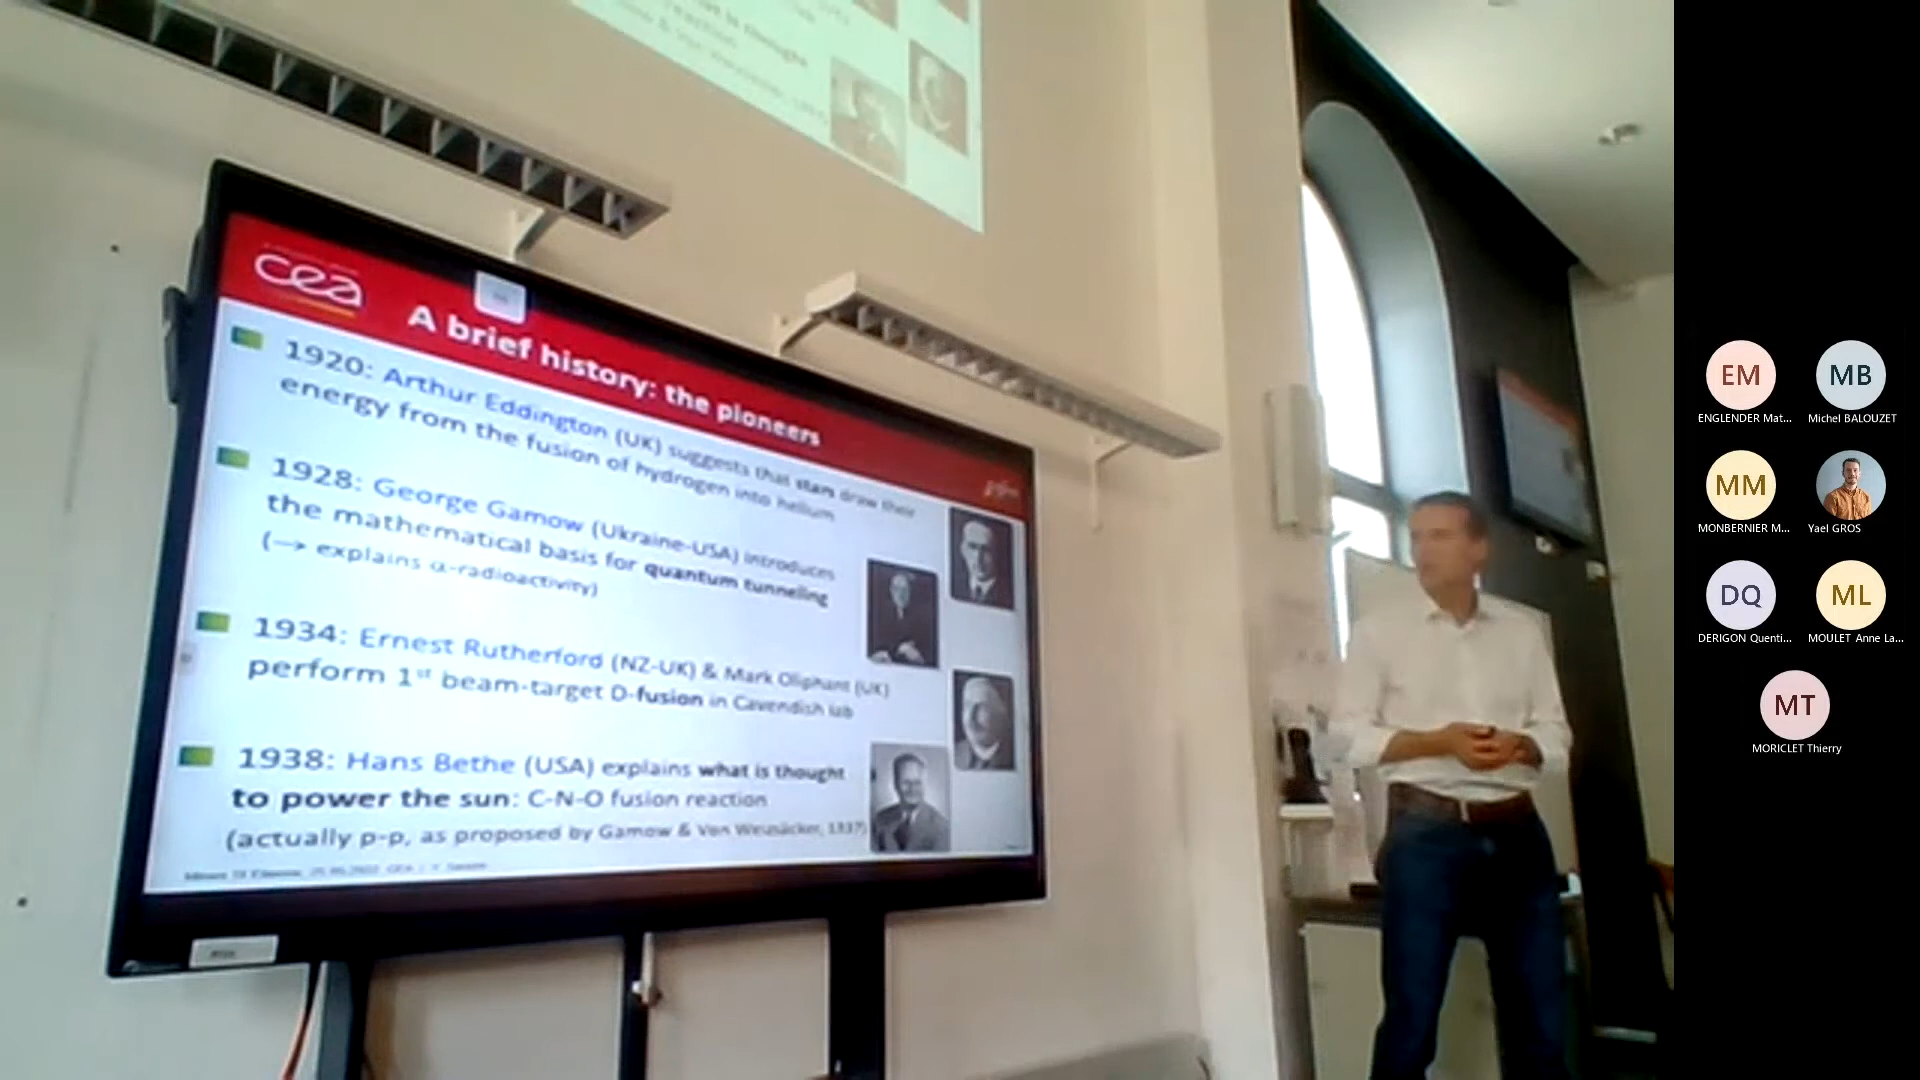 cea
A brief history: the pioneers
1920: Arthur Eddington (UK) suggests that stars draw their
energy from the fusion of hydrogen into helium
1928: George Gamow (Ukraine-USA) introduces
the mathematical basis for quantum tunneling
(→ explains α-radioactivity)
1934: Ernest Rutherford (NZ-UK) & Mark Oliphant (UK)
perform 1st beam-target D-fusion in Cavendish lab
1938: Hans Bethe (USA) explains what is thought
to power the sun: C-N-O fusion reaction
(actually p-p, as proposed by Gamow & Von Weiszäcker, 1937)
EM
ENGLENDER Mat...
MB
Michel BALOUZET
MM
MONBERNIER M...
Yael GROS
DQ
DERIGON Quenti...
ML
MOULET Anne La...
MT
MORICLET Thierry